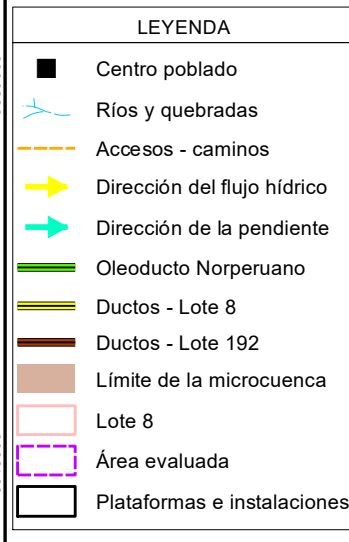 LEYENDA
Centro poblado
Ríos y quebradas
Accesos - caminos
Dirección del flujo hídrico
Dirección de la pendiente
Oleoducto Norperuano
Ductos - Lote 8
Ductos - Lote 192
Límite de la microcuenca
Lote 8
Área evaluada
Plataformas e instalaciones